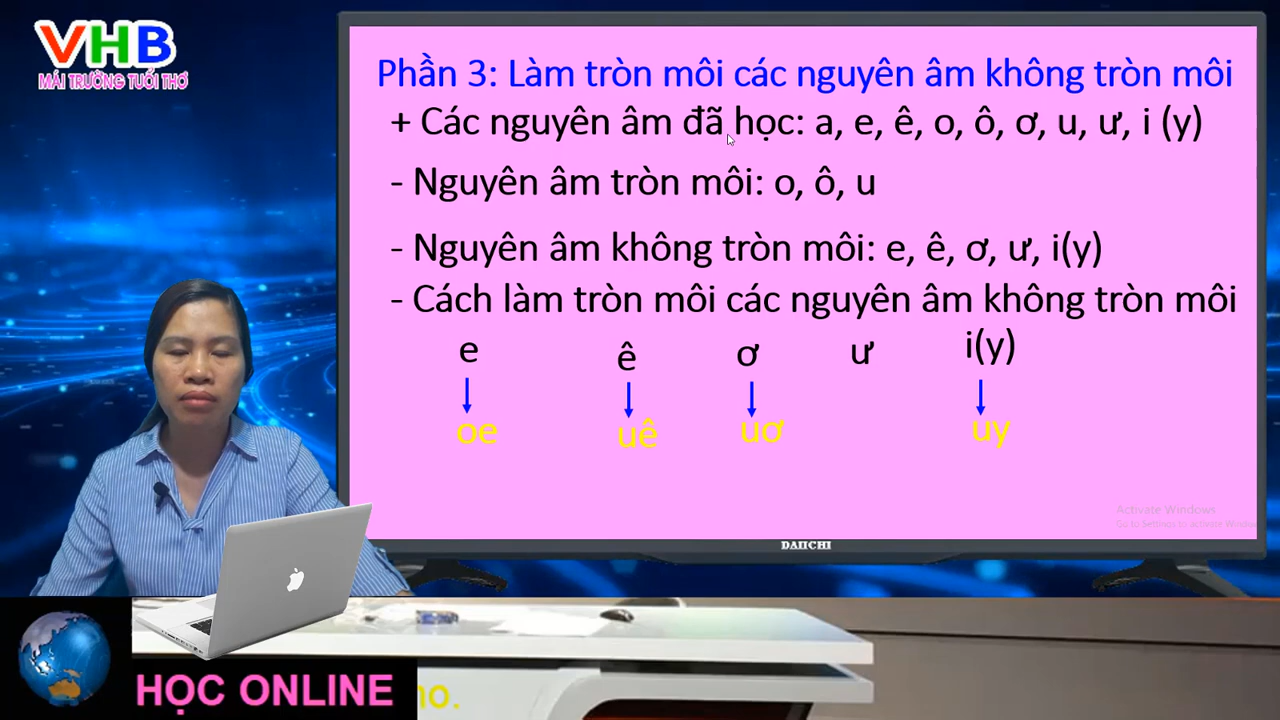 VHB
MÁI TRƯỜNG TUỔI THƠ
Phần 3: Làm tròn môi các nguyên âm không tròn môi
+ Các nguyên âm đã học: a, e, ê, o, ô, ơ, u, ư, i (y)
- Nguyên âm tròn môi: o, ô, u
- Nguyên âm không tròn môi: e, ê, ơ, ư, i(y)
- Cách làm tròn môi các nguyên âm không tròn môi
e ê ơ ư i(y)
oe uê uơ uy
Activate Windows
Go to Settings to activate Windows
DAIICHI
HỌC ONLINE